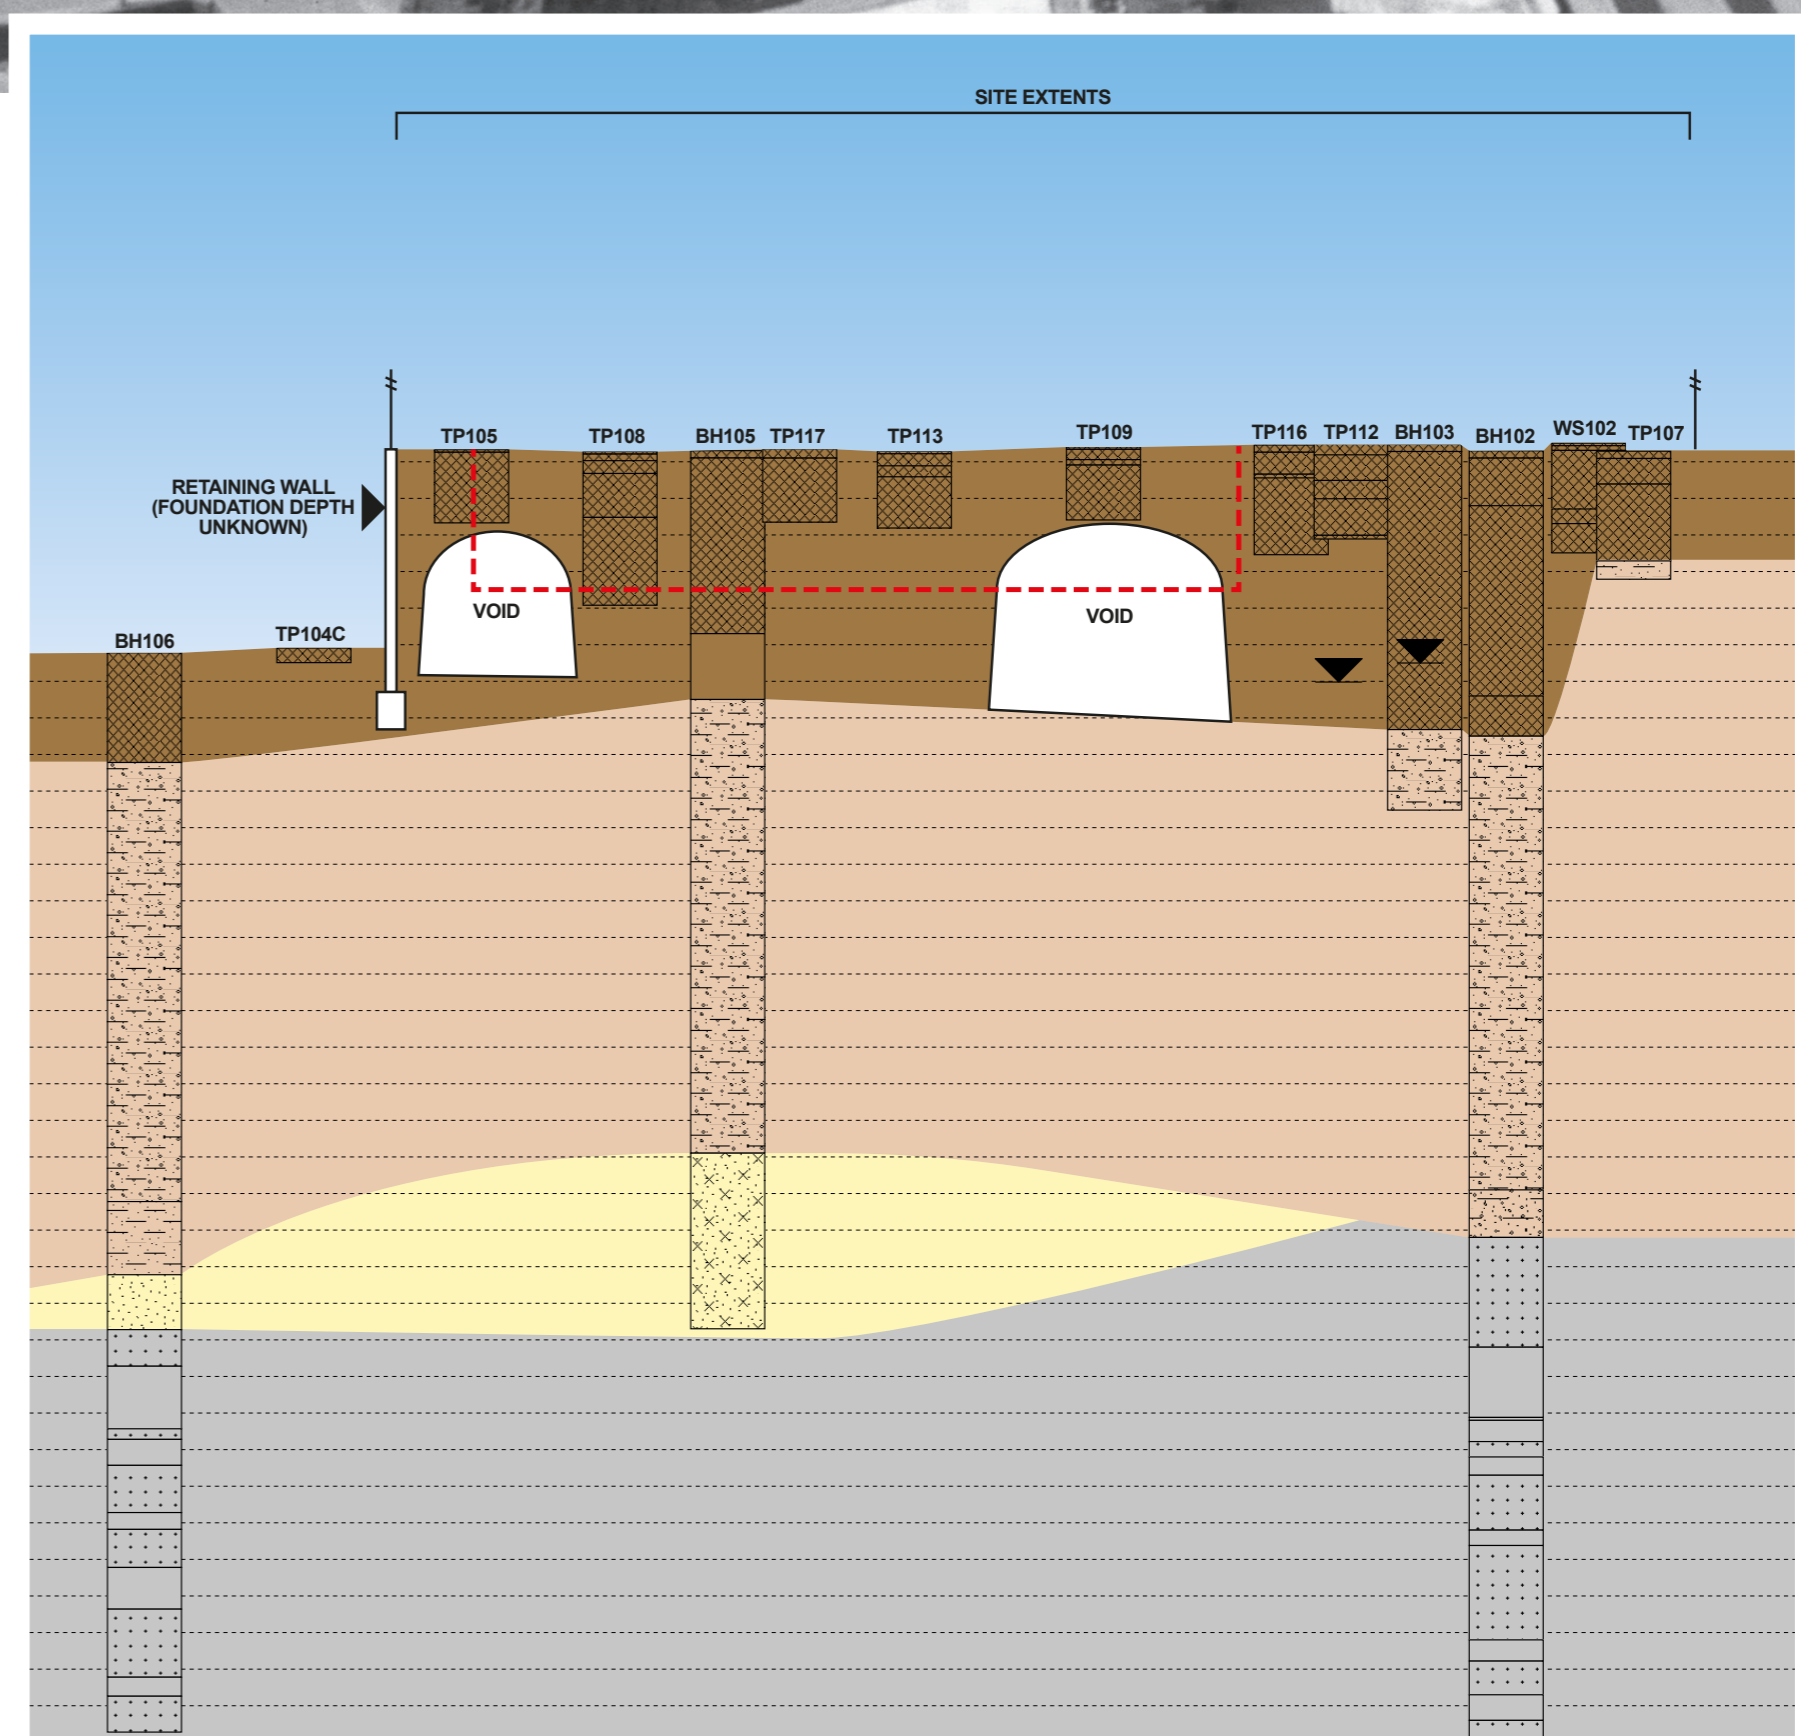 SITE EXTENTS
RETAINING WALL
(FOUNDATION DEPTH
UNKNOWN)
TP105
TP108
BH105
TP117
TP113
TP109
TP116
TP112
BH103
BH102
WS102
TP107
BH106
TP104C
VOID
VOID